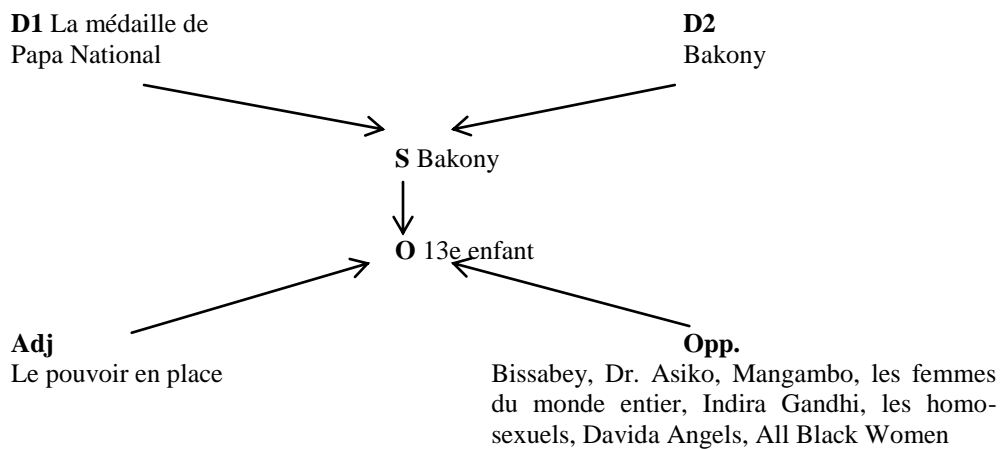 D1 La médaille de
Papa National
D2
Bakony
S Bakony
O 13e enfant
Adj
Le pouvoir en place
Opp.
Bissabey, Dr. Asiko, Mangambo, les femmes
du monde entier, Indira Gandhi, les homo-
sexuels, Davida Angels, All Black Women